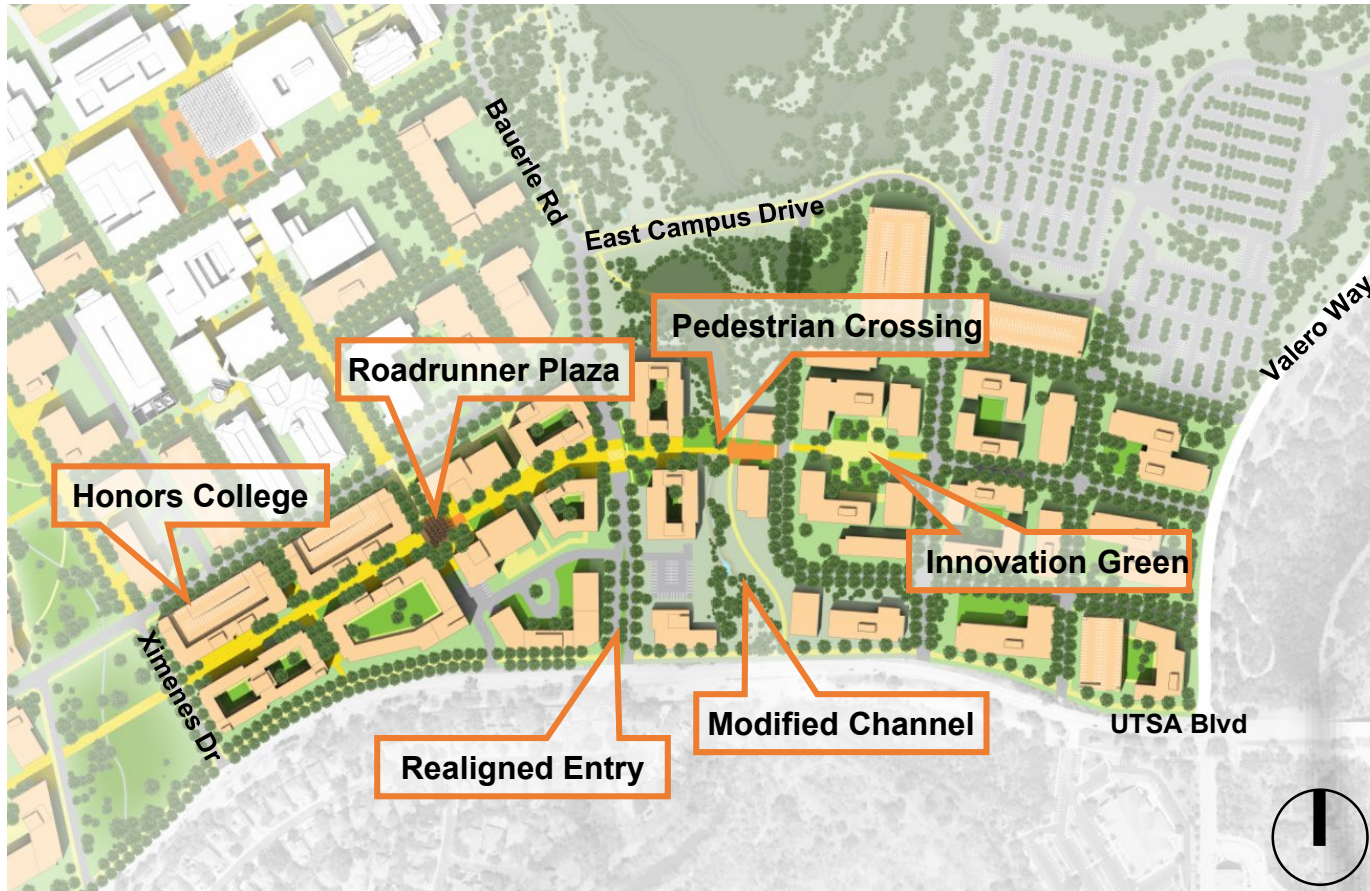 Bauerle Rd
East Campus Drive
Pedestrian Crossing
Valero Way
Roadrunner Plaza
Honors College
Innovation Green
Ximenes Dr
Modified Channel
UTSA Blvd
Realigned Entry